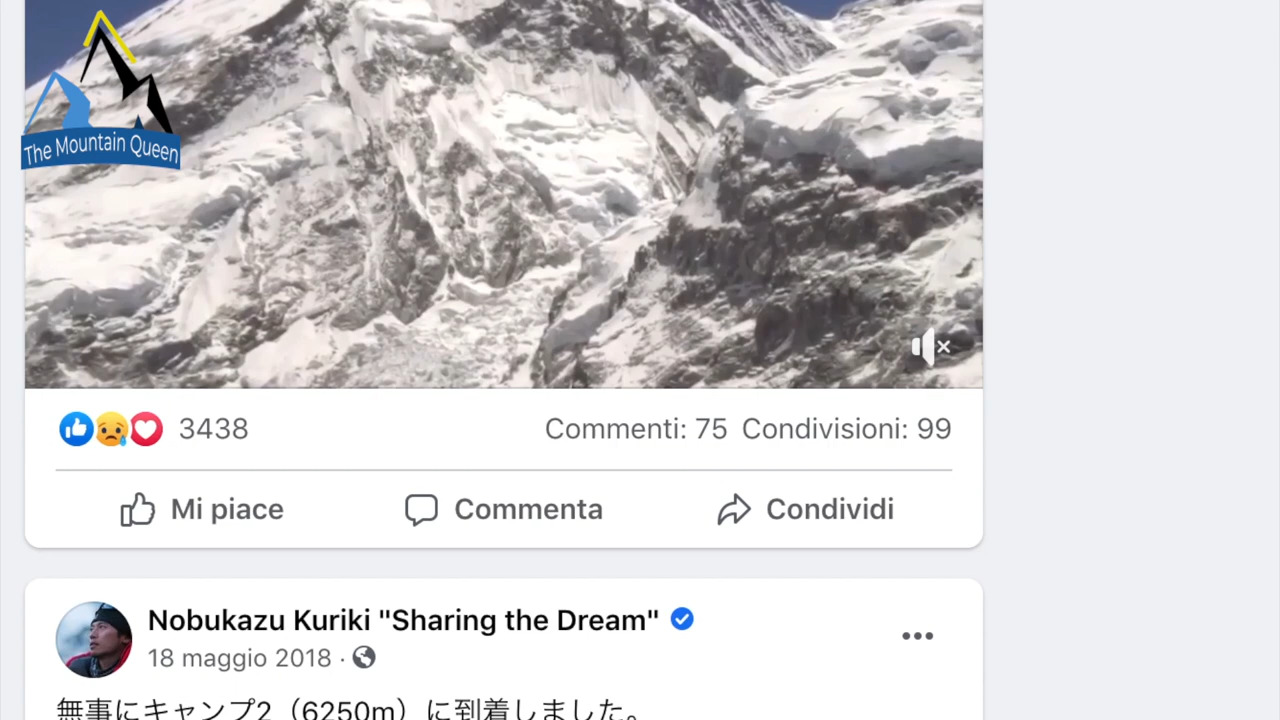 The Mountain Queen
3438
Commenti: 75 Condivisioni: 99
Mi piace
Commenta
Condividi
Nobukazu Kuriki "Sharing the Dream"
18 maggio 2018 ·
無事にキャンプ2（6250m）に到着しました。